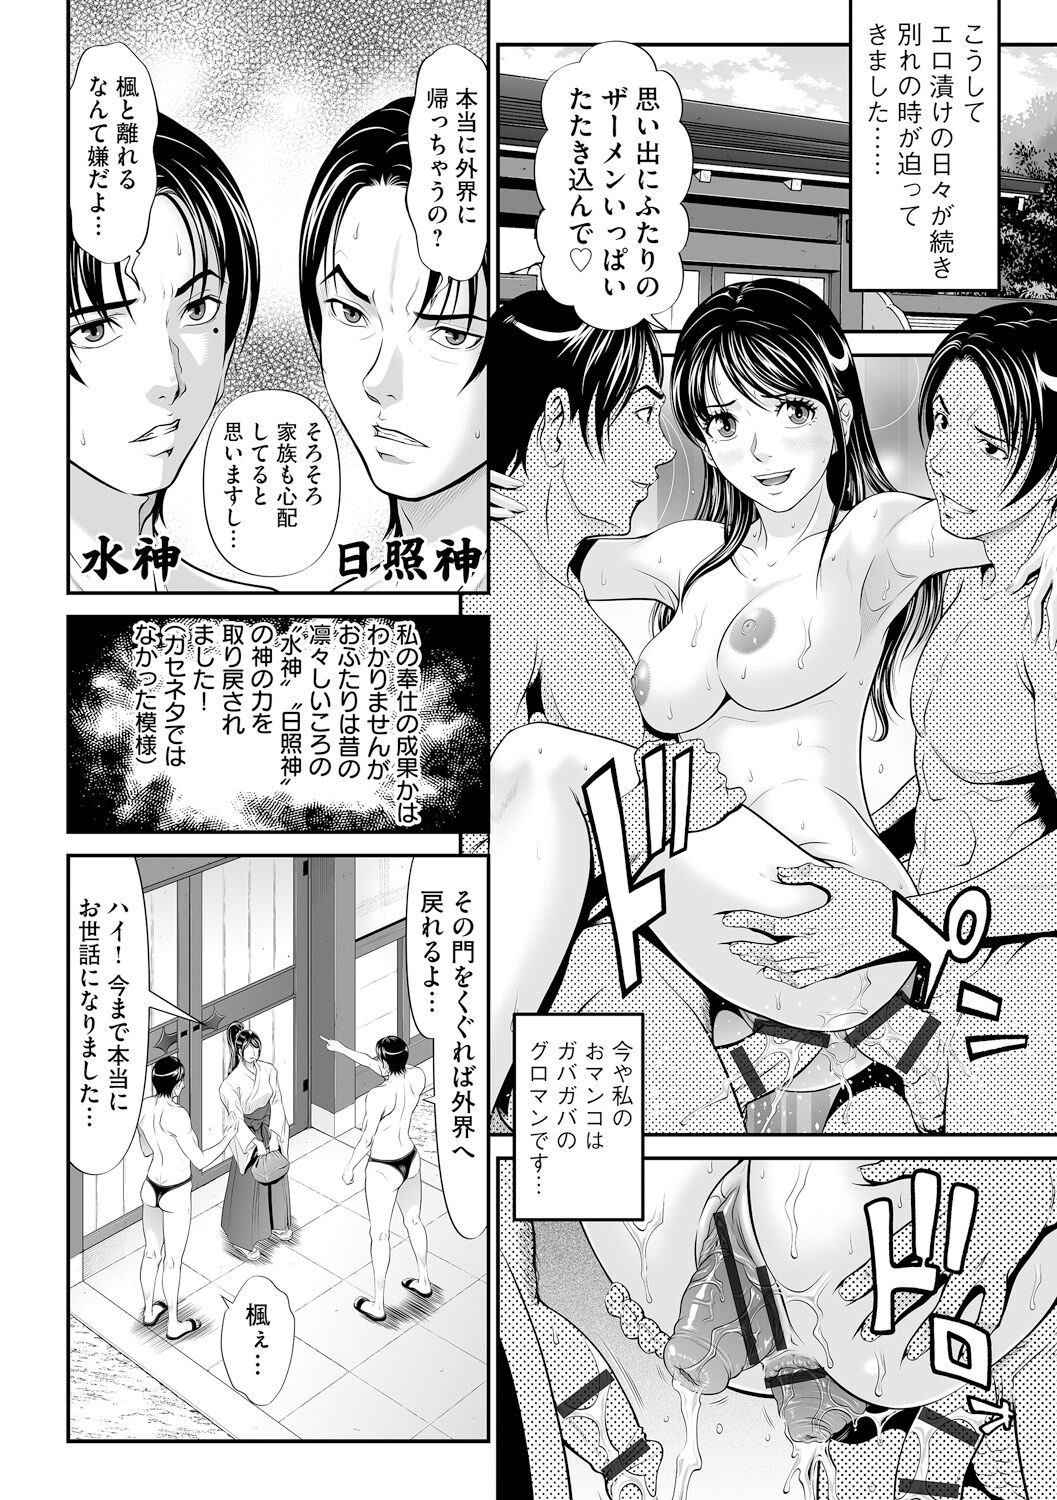 こうして
エロ漬けの日々が続き
別れの時が迫って
きました……
思い出にふたりの
ザーメンいっぱい
たたき込んで♡
ドバッ
パンッ
今や私の
おマンコは
ガバガバの
グロマンです…
ドロォ
ドロォ
本当に外界に
帰っちゃうの?
楓と離れる
なんて嫌だよ…
そろそろ
家族も心配
してると
思いますし…
日照神
水神
私の奉仕の成果かは
わかりませんが
おふたりは昔の
凛々しいころの
〝水神〟〝日照神〟
の神の力を
取り戻され
ました!
(ガセネタでは
なかった模様)
その門をくぐれば外界へ
戻れるよ…
ハイ!今まで本当に
お世話になりました…
楓ぇ…